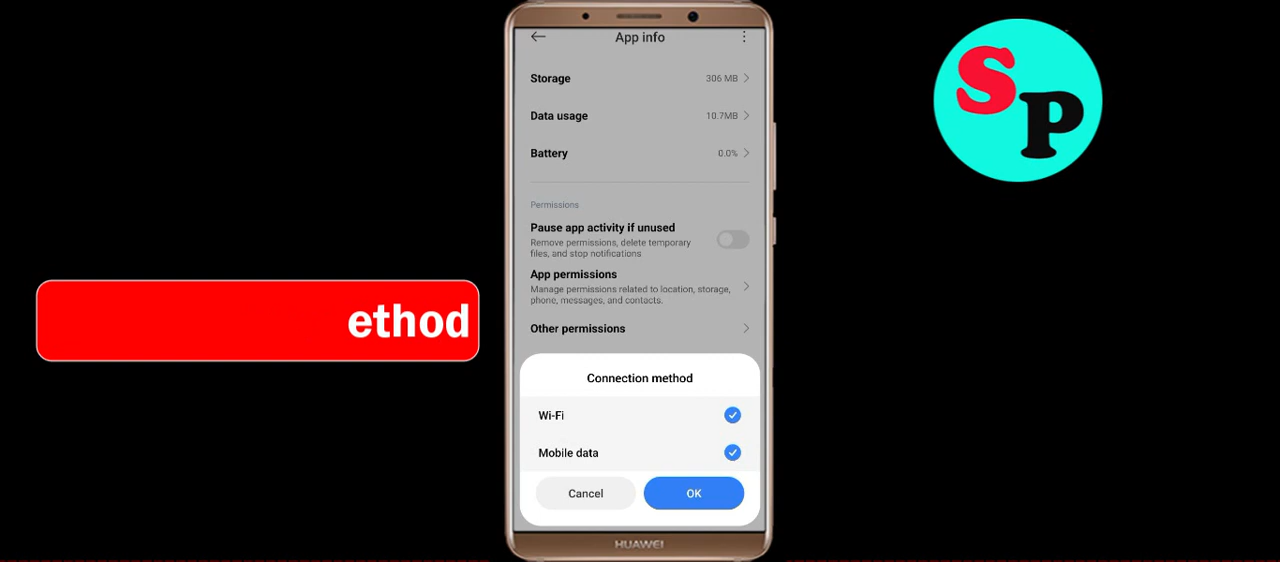 App info
Storage 306 MB
Data usage 10.7MB
Battery 0.0%
Permissions
Pause app activity if unused
Remove permissions, delete temporary
files, and stop notifications
App permissions
Manage permissions related to location, storage,
phone, messages, and contacts.
Other permissions
Connection method
Wi-Fi
Mobile data
Cancel OK
HUAWEI
ethod
SP